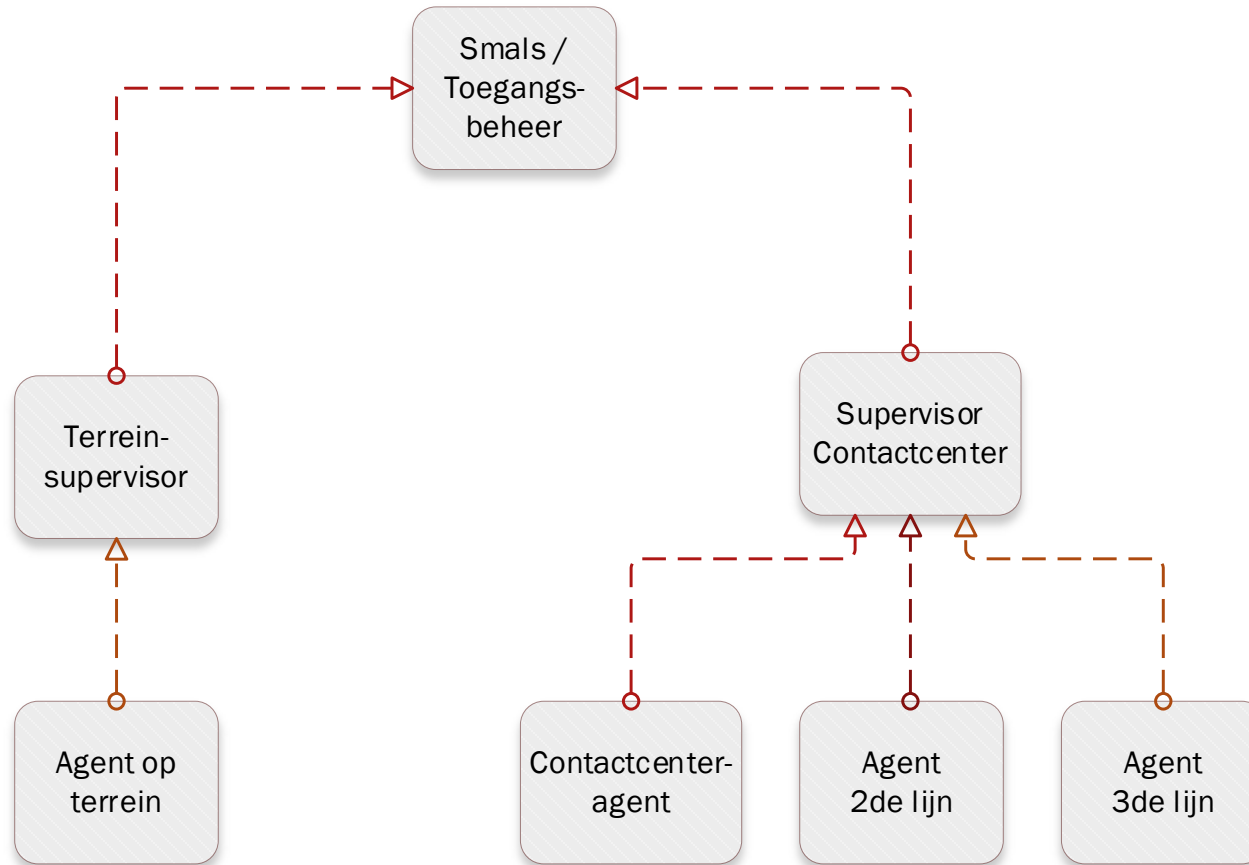 Smals /
Toegangs-
beheer
Terrein-
supervisor
Supervisor
Contactcenter
Agent op
terrein
Contactcenter-
agent
Agent
2de lijn
Agent
3de lijn